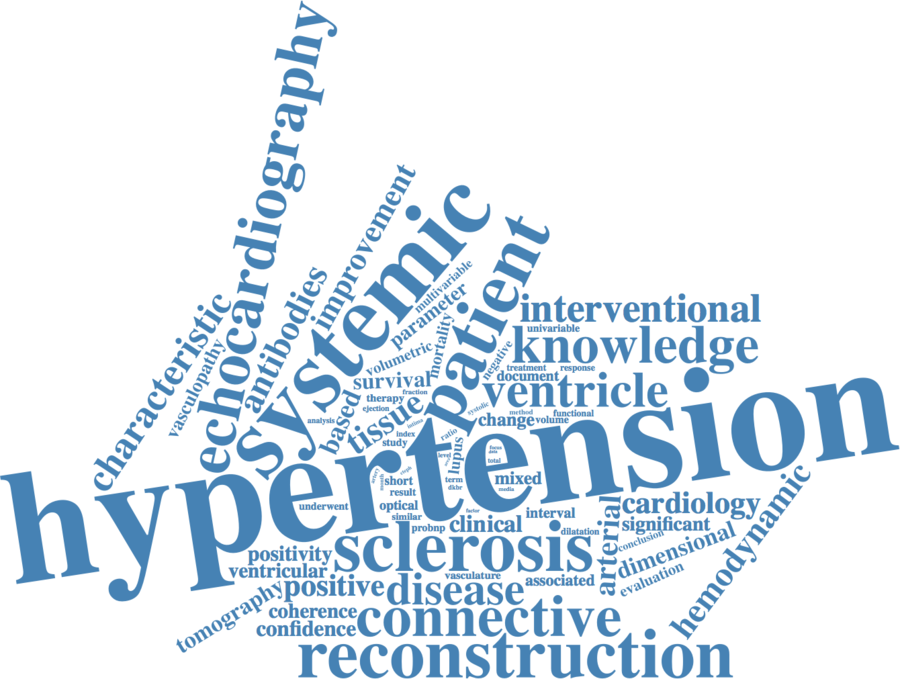 echocardiography
systemic
improvement
patient
characteristic
antibodies
vasculopathy
multivariable
parameter
mortality
volumetric
interventional
univariable
knowledge
negative
treatment
response
document
survival
fraction
therapy
ejection
ventricle
based
tissue
analysis
systolic
method
functional
change
volume
index
study
ratio
lupus
level
total
hypertension
short
result
term
dkbr
mixed
media
underwent
optical
similar
factor
interval
probnp
clinical
dilatation
arterial
cardiology
significant
conclusion
dimensional
evaluation
hemodynamic
positivity
sclerosis
ventricular
vasculature
associated
tomography
positive
disease
coherence
confidence
connective
reconstruction